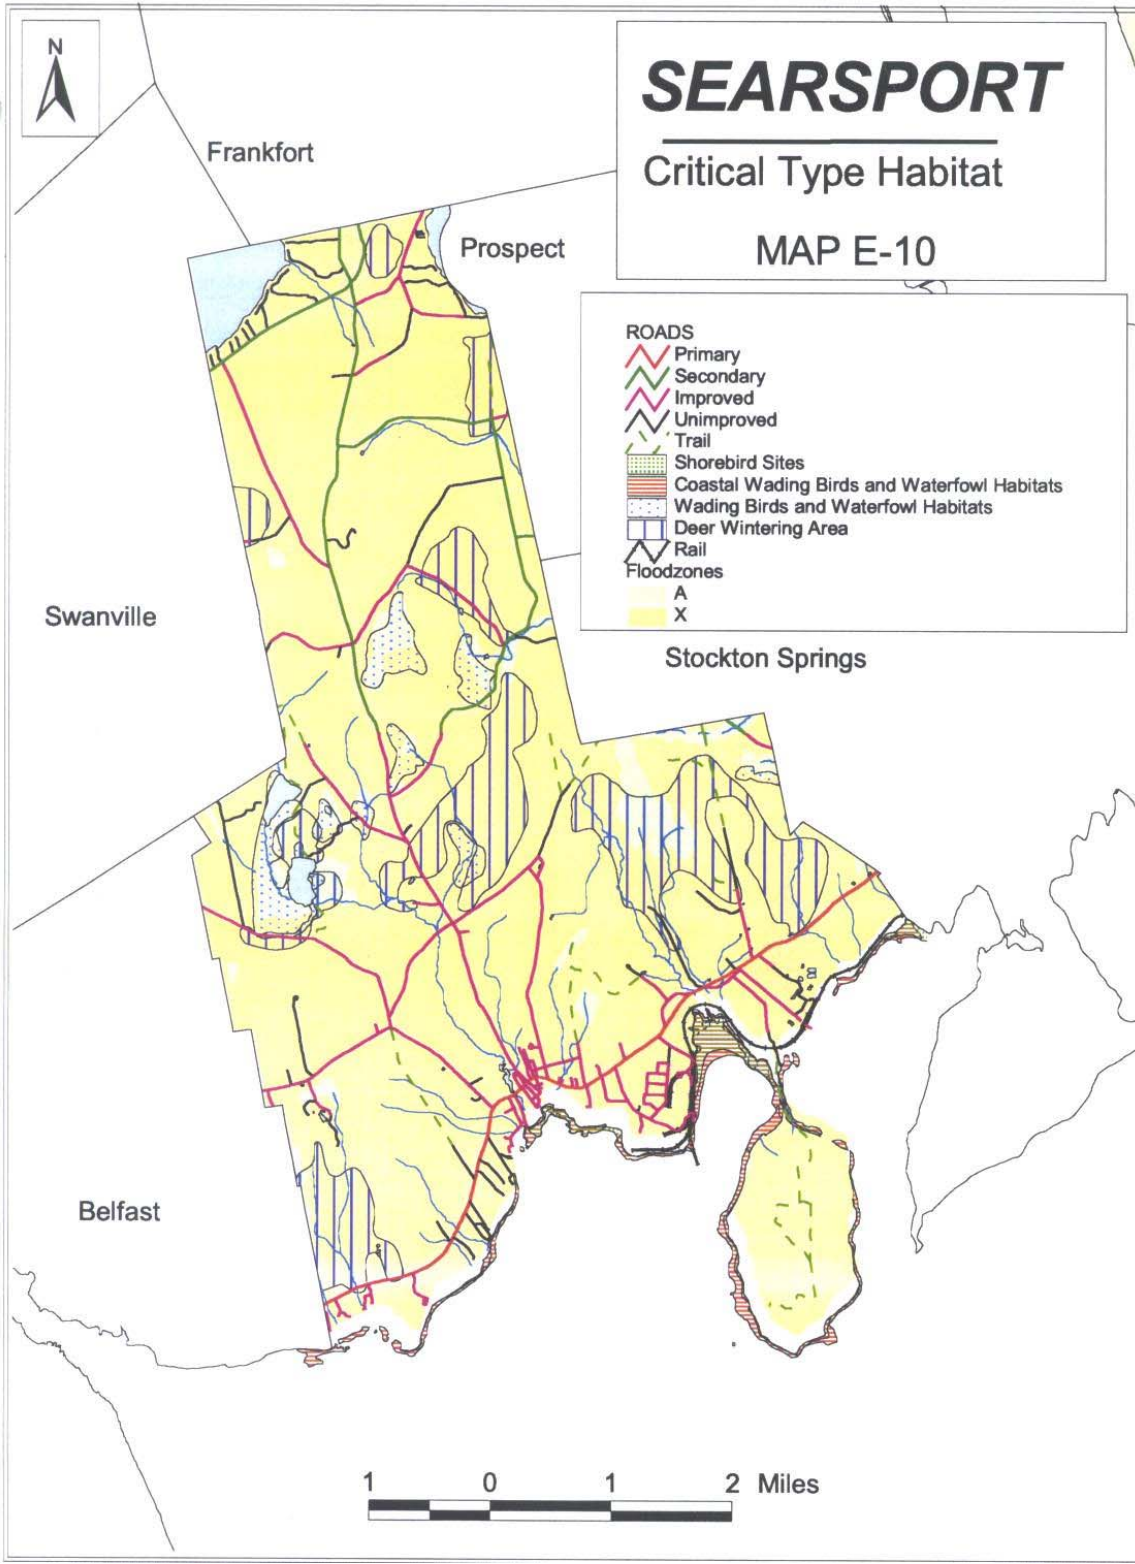 N
SEARSPORT
Critical Type Habitat
MAP E-10
Frankfort
Prospect
ROADS
Primary
Secondary
Improved
Unimproved
Trail
Shorebird Sites
Coastal Wading Birds and Waterfowl Habitats
Wading Birds and Waterfowl Habitats
Deer Wintering Area
Rail
Floodzones
A
X
Swanville
Stockton Springs
Belfast
1 0 1 2 Miles